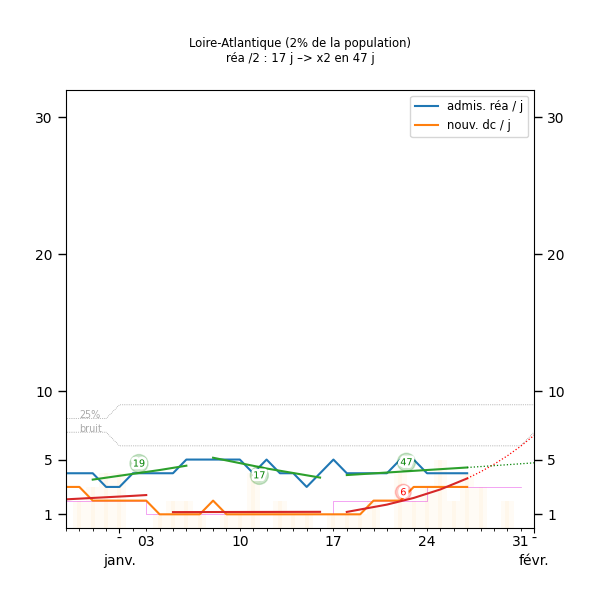 Loire-Atlantique (2% de la population)
réa /2 : 17 j –> x2 en 47 j
admis. réa / j
nouv. dc / j
30 30
20 20
10 10
25%
bruit
5 5
1 1
19
17
47
6
- 03 10 17 24 31 -
janv. févr.